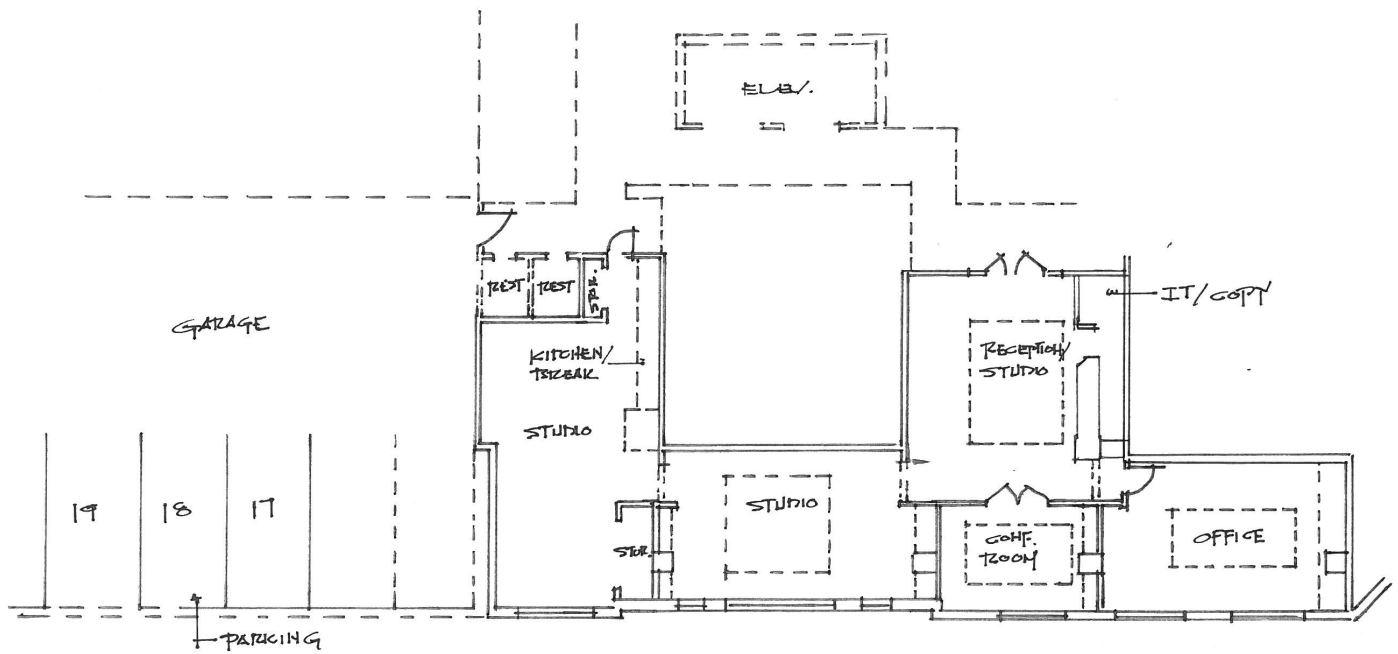 ELEV.
REST
REST
STOR.
IT/COPY
GARAGE
KITCHEN/
BREAK
RECEPTION/
STUDIO
STUDIO
STUDIO
19
18
17
STOR.
CONF.
ROOM
OFFICE
PARKING